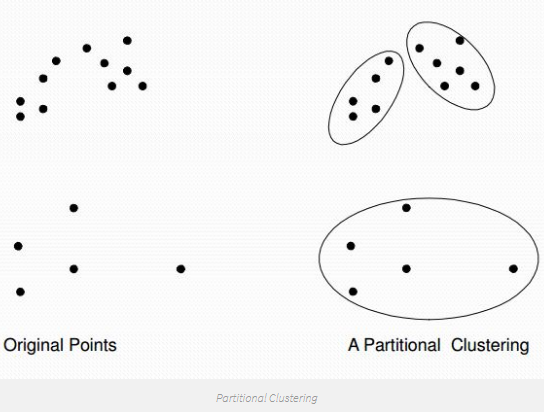 Original Points
A Partitional Clustering
Partitional Clustering